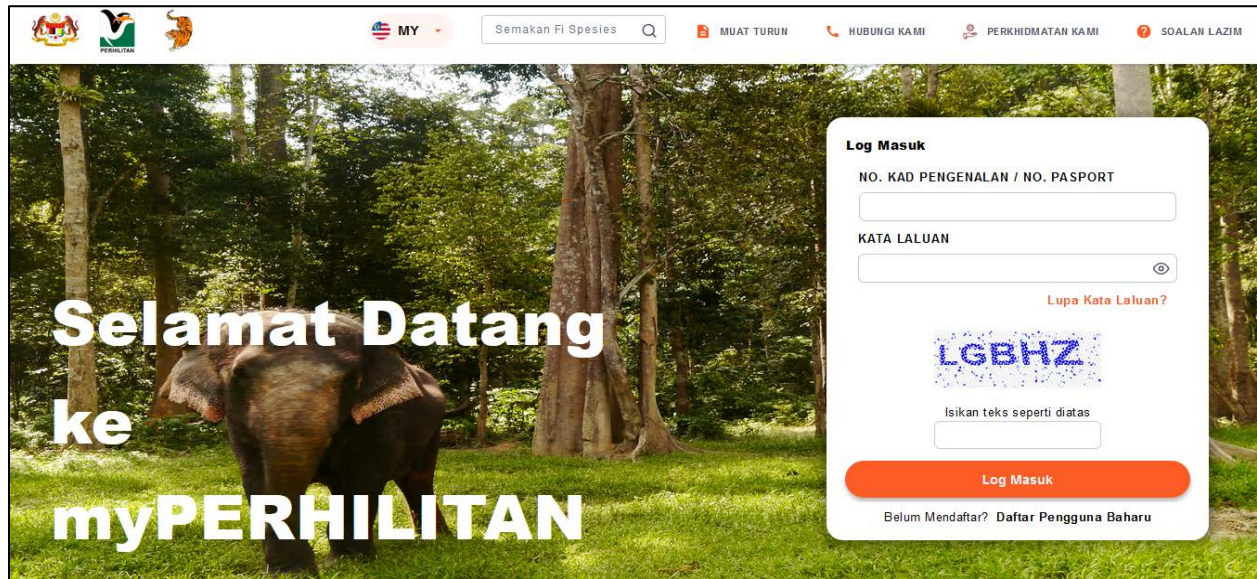 PERHILITAN
MY
Semakan Fi Spesies
MUAT TURUN
HUBUNGI KAMI
PERKHIDMATAN KAMI
SOALAN LAZIM
Selamat Datang
ke
myPERHILITAN
Log Masuk
NO. KAD PENGENALAN / NO. PASPORT
KATA LALUAN
Lupa Kata Laluan?
LGBHZ
Isikan teks seperti diatas
Log Masuk
Belum Mendaftar? Daftar Pengguna Baharu